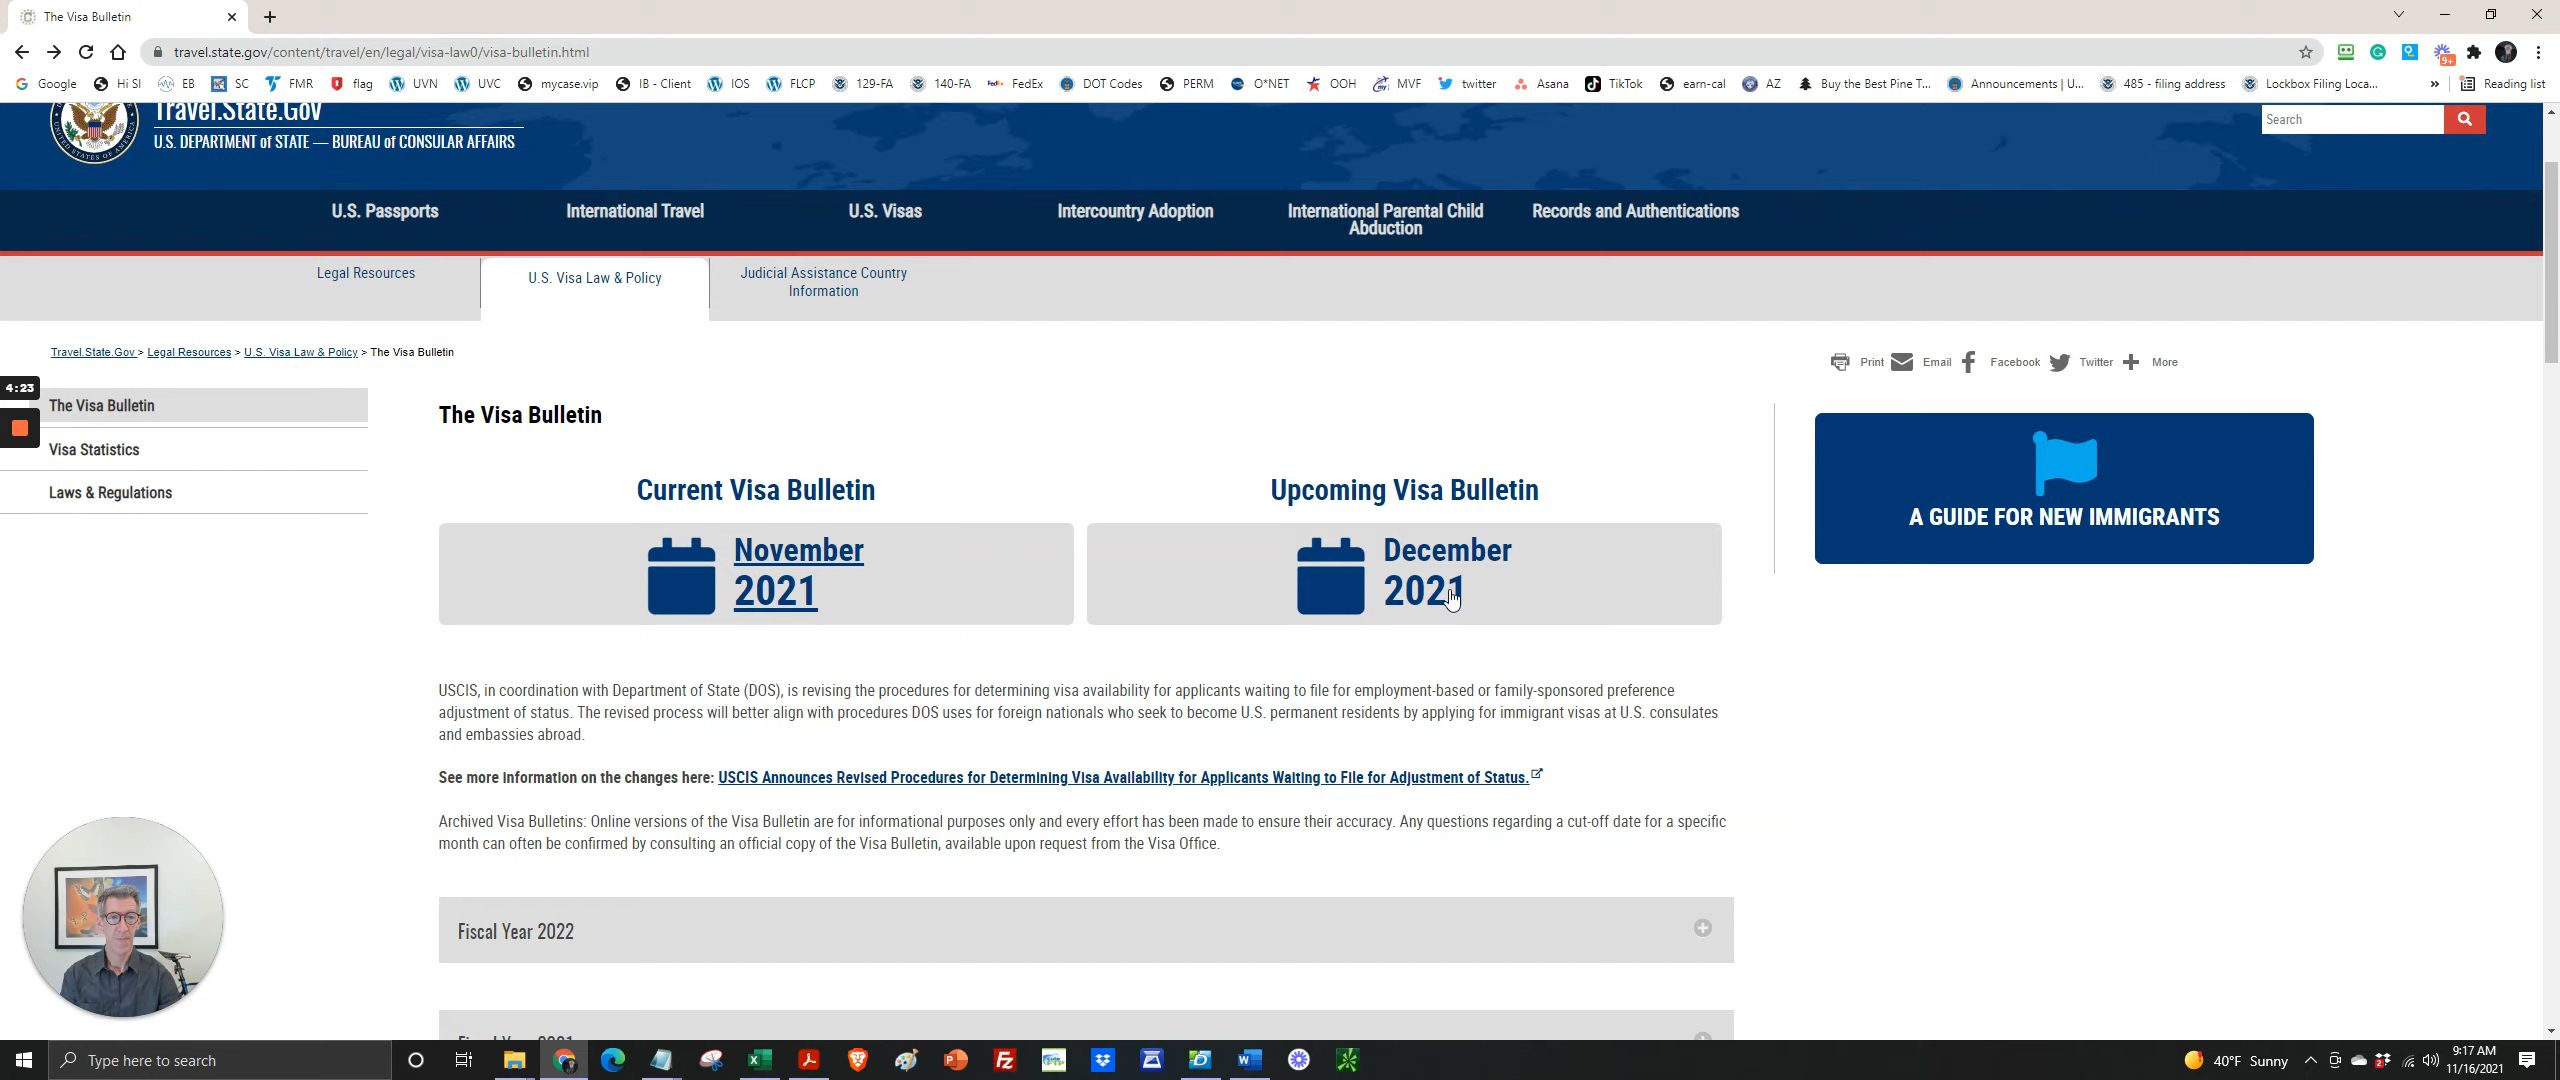 The Visa Bulletin
travel.state.gov/content/travel/en/legal/visa-law0/visa-bulletin.html
Google Hi SI EB SC FMR flag UVN UVC mycase.vip IB - Client IOS FLCP 129-FA 140-FA FedEx DOT Codes PERM O*NET OOH MVF twitter Asana TikTok earn-cal AZ Buy the Best Pine T... Announcements | U... 485 - filing address Lockbox Filing Loca... » Reading list
9+
Travel.State.Gov
U.S. DEPARTMENT of STATE — BUREAU of CONSULAR AFFAIRS
Search
U.S. Passports International Travel U.S. Visas Intercountry Adoption International Parental Child Abduction Records and Authentications
Legal Resources
U.S. Visa Law & Policy
Judicial Assistance Country
Information
Travel.State.Gov > Legal Resources > U.S. Visa Law & Policy > The Visa Bulletin
Print Email Facebook Twitter More
4:23
The Visa Bulletin
Visa Statistics
Laws & Regulations
The Visa Bulletin
Current Visa Bulletin
November
2021
Upcoming Visa Bulletin
December
2021
A GUIDE FOR NEW IMMIGRANTS
USCIS, in coordination with Department of State (DOS), is revising the procedures for determining visa availability for applicants waiting to file for employment-based or family-sponsored preference
adjustment of status. The revised process will better align with procedures DOS uses for foreign nationals who seek to become U.S. permanent residents by applying for immigrant visas at U.S. consulates
and embassies abroad.
See more information on the changes here: USCIS Announces Revised Procedures for Determining Visa Availability for Applicants Waiting to File for Adjustment of Status.
Archived Visa Bulletins: Online versions of the Visa Bulletin are for informational purposes only and every effort has been made to ensure their accuracy. Any questions regarding a cut-off date for a specific
month can often be confirmed by consulting an official copy of the Visa Bulletin, available upon request from the Visa Office.
Fiscal Year 2022
Fiscal Year 2021
Type here to search
40°F Sunny
9:17 AM
11/16/2021